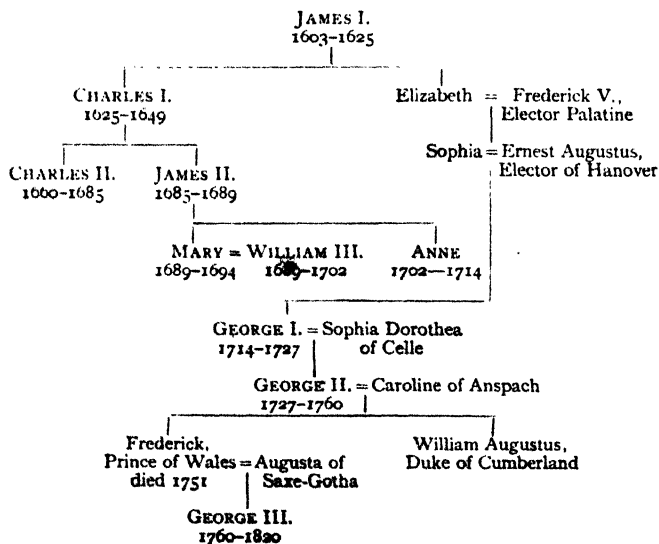 JAMES I.
1603–1625
CHARLES I.
1625–1649
Elizabeth = Frederick V.,
Elector Palatine
Sophia = Ernest Augustus,
Elector of Hanover
CHARLES II.
1660–1685
JAMES II.
1685–1689
MARY = WILLIAM III.
1689–1694 1689–1702
ANNE
1702—1714
GEORGE I. = Sophia Dorothea
1714–1727 of Celle
GEORGE II. = Caroline of Anspach
1727–1760
Frederick,
Prince of Wales = Augusta of
died 1751 Saxe-Gotha
William Augustus,
Duke of Cumberland
GEORGE III.
1760–1820